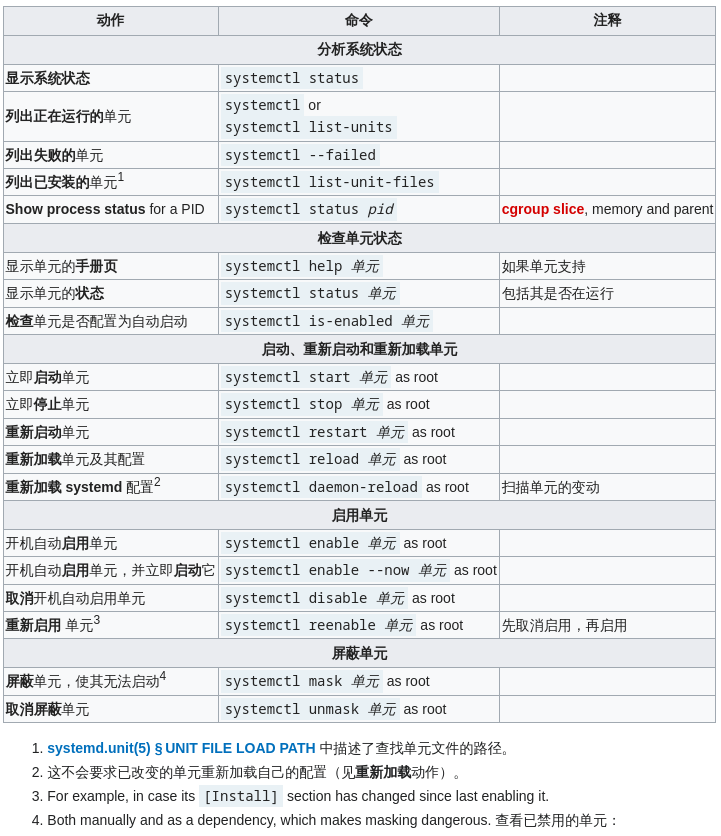 动作 命令 注释
分析系统状态
显示系统状态 systemctl status
列出正在运行的单元 systemctl or
systemctl list-units
列出失败的单元 systemctl --failed
列出已安装的单元1 systemctl list-unit-files
Show process status for a PID systemctl status pid cgroup slice, memory and parent
检查单元状态
显示单元的手册页 systemctl help 单元 如果单元支持
显示单元的状态 systemctl status 单元 包括其是否在运行
检查单元是否配置为自动启动 systemctl is-enabled 单元
启动、重新启动和重新加载单元
立即启动单元 systemctl start 单元 as root
立即停止单元 systemctl stop 单元 as root
重新启动单元 systemctl restart 单元 as root
重新加载单元及其配置 systemctl reload 单元 as root
重新加载 systemd 配置2 systemctl daemon-reload as root 扫描单元的变动
启用单元
开机自动启用单元 systemctl enable 单元 as root
开机自动启用单元，并立即启动它 systemctl enable --now 单元 as root
取消开机自动启用单元 systemctl disable 单元 as root
重新启用 单元3 systemctl reenable 单元 as root 先取消启用，再启用
屏蔽单元
屏蔽单元，使其无法启动4 systemctl mask 单元 as root
取消屏蔽单元 systemctl unmask 单元 as root
1. systemd.unit(5) § UNIT FILE LOAD PATH 中描述了查找单元文件的路径。
2. 这不会要求已改变的单元重新加载自己的配置（见重新加载动作）。
3. For example, in case its [Install] section has changed since last enabling it.
4. Both manually and as a dependency, which makes masking dangerous. 查看已禁用的单元：